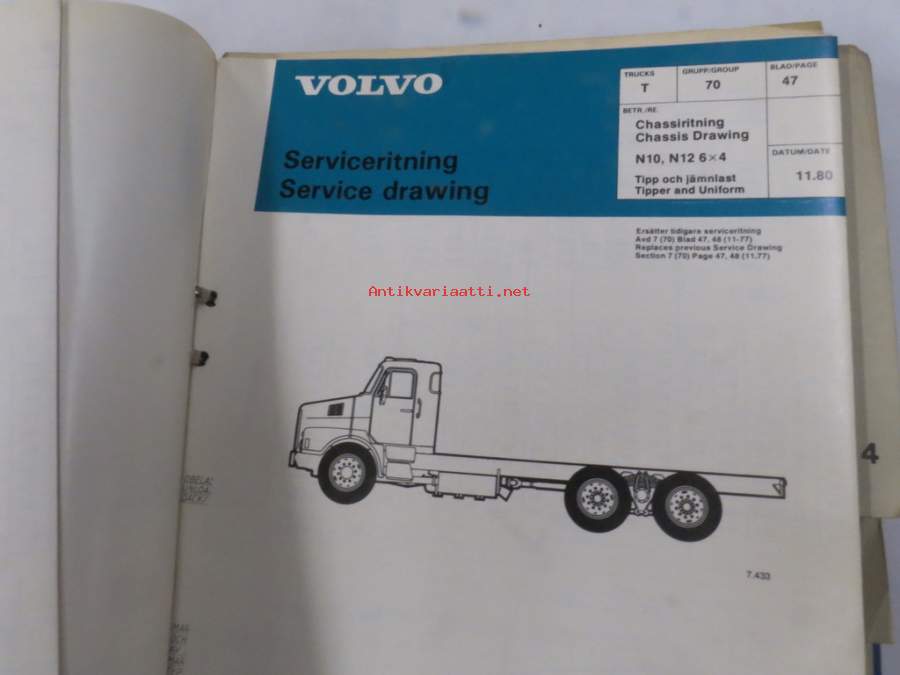 VOLVO
Serviceritning
Service drawing
TRUCKS
T
GRUPP/GROUP
70
BLAD/PAGE
47
BETR./RE.
Chassiritning
Chassis Drawing
N10, N12 6×4
Tipp och jämnlast
Tipper and Uniform
DATUM/DATE
11.80
Ersätter tidigare serviceritning
Avd 7 (70) Blad 47, 48 (11-77)
Replaces previous Service Drawing
Section 7 (70) Page 47, 48 (11.77)
Antikvariaatti.net
4
7.433